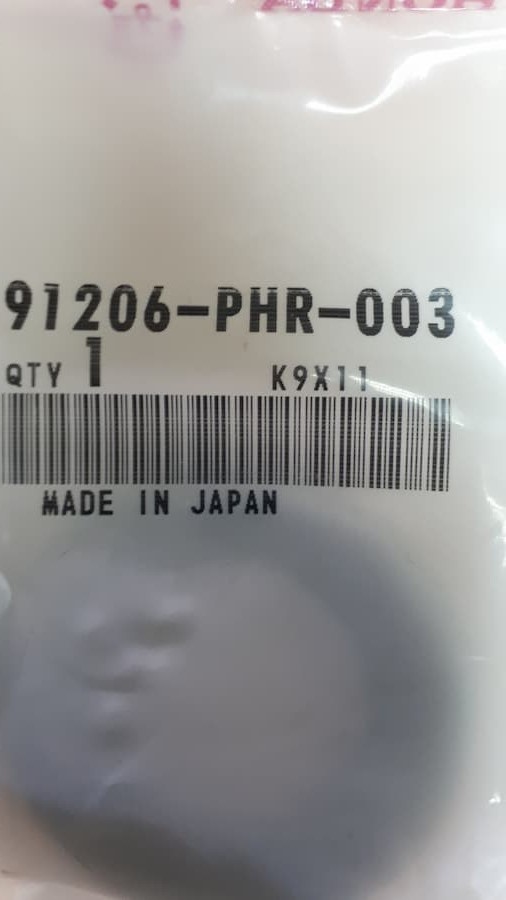 91206-PHR-003
QTY 1 K9X11
MADE IN JAPAN